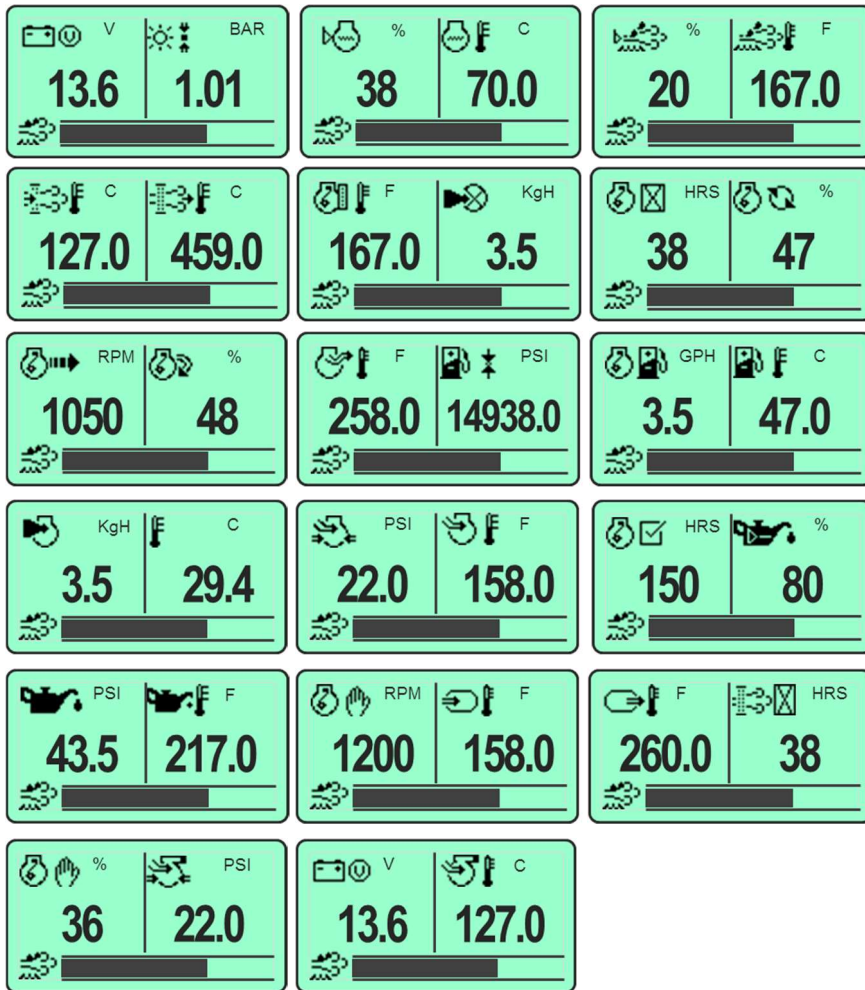 V BAR
13.6 1.01
% C
38 70.0
% F
20 167.0
C C
127.0 459.0
F KgH
167.0 3.5
HRS %
38 47
RPM %
1050 48
F PSI
258.0 14938.0
GPH C
3.5 47.0
KgH C
3.5 29.4
PSI F
22.0 158.0
HRS %
150 80
PSI F
43.5 217.0
RPM F
1200 158.0
F HRS
260.0 38
% PSI
36 22.0
V C
13.6 127.0